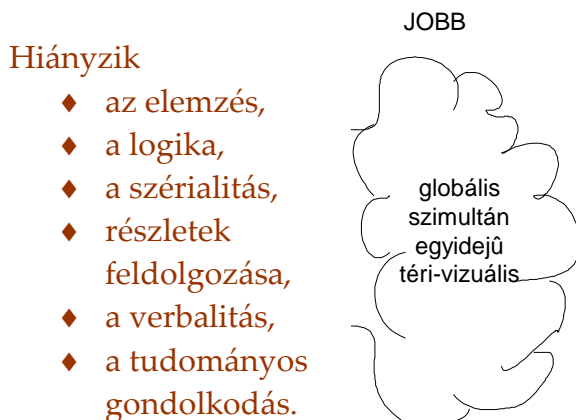 JOBB
Hiányzik
♦ az elemzés,
♦ a logika,
♦ a szérialitás,
♦ részletek
feldolgozása,
♦ a verbalitás,
♦ a tudományos
gondolkodás.
globális
szimultán
egyidejû
téri-vizuális